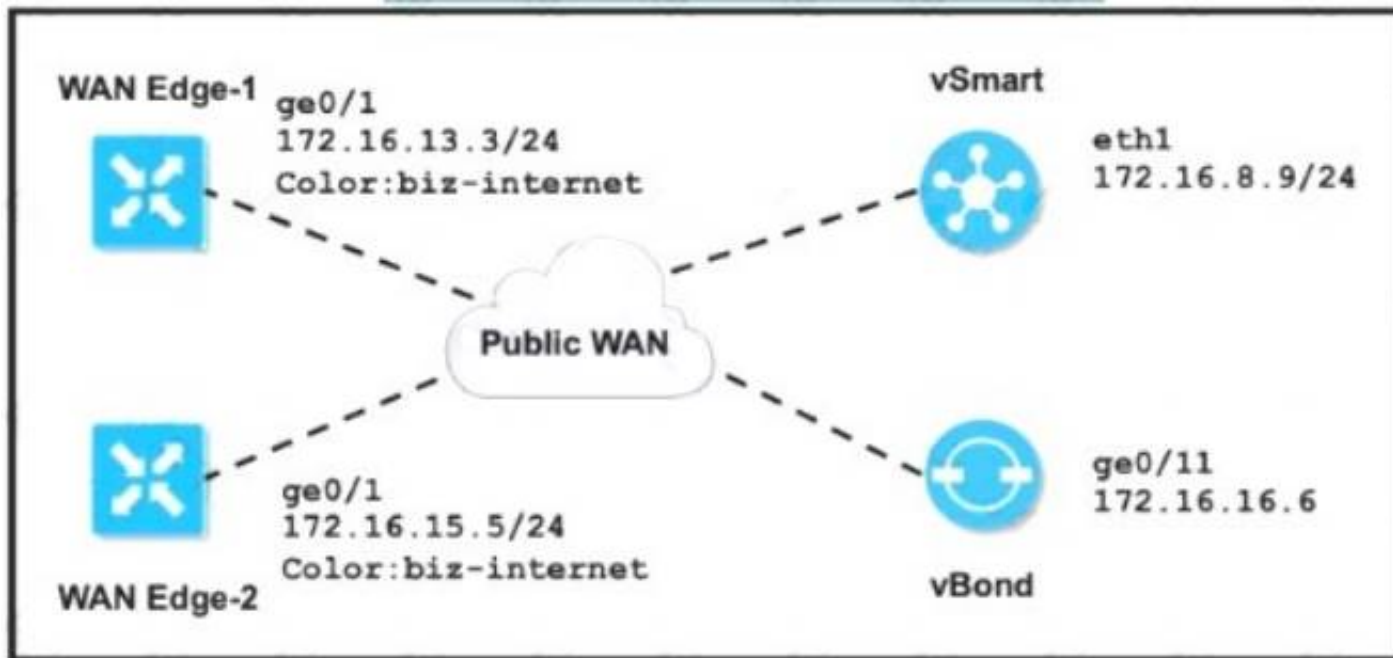 WAN Edge-1
ge0/1
172.16.13.3/24
Color:biz-internet
vSmart
eth1
172.16.8.9/24
Public WAN
ge0/1
172.16.15.5/24
Color:biz-internet
WAN Edge-2
ge0/11
172.16.16.6
vBond